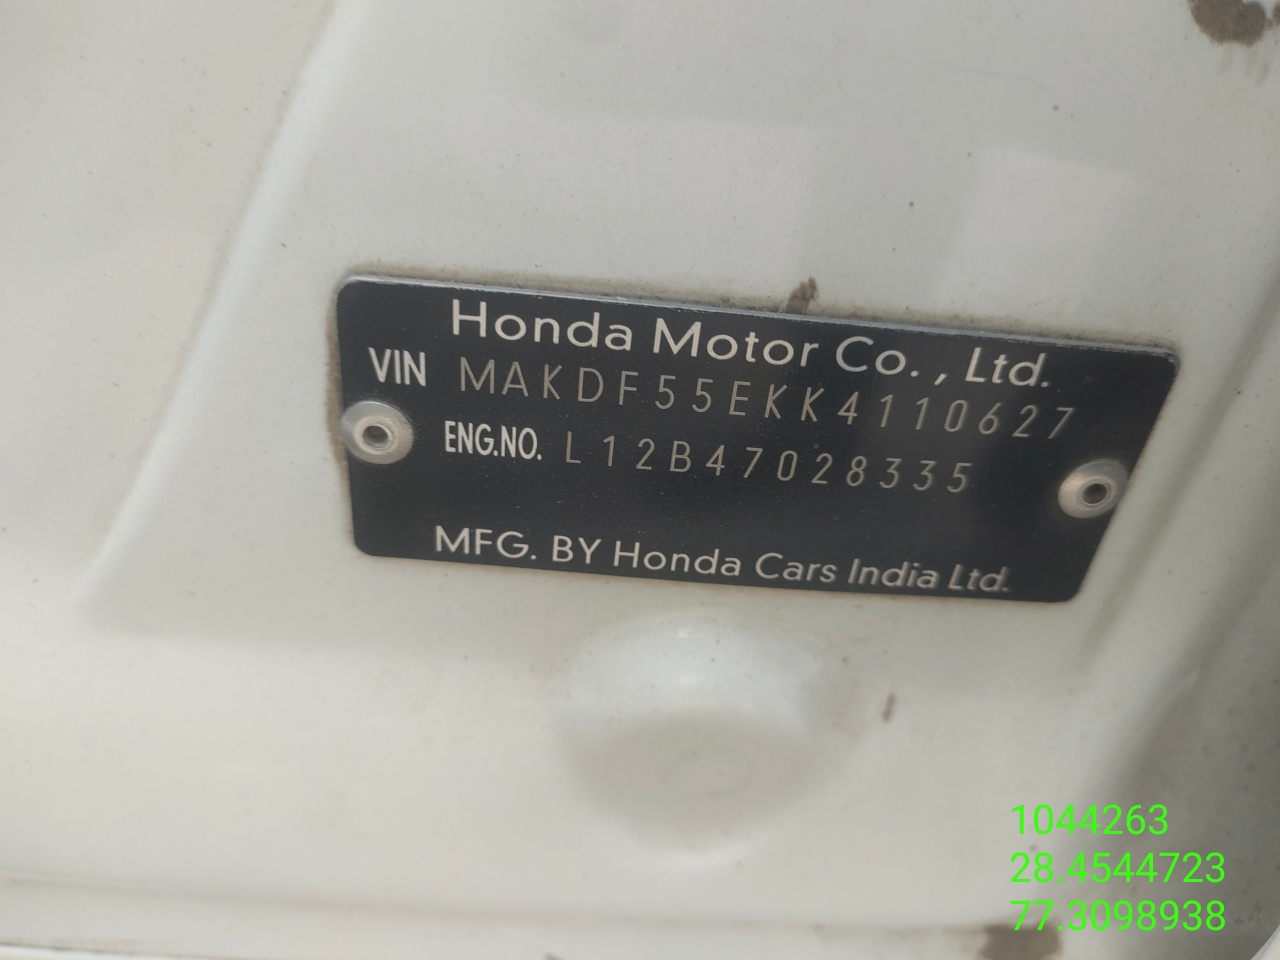 Honda Motor Co., Ltd.
VIN MAKDF55EKK4110627
ENG.NO. L12B47028335
MFG. BY Honda Cars India Ltd.
1044263
28.4544723
77.3098938